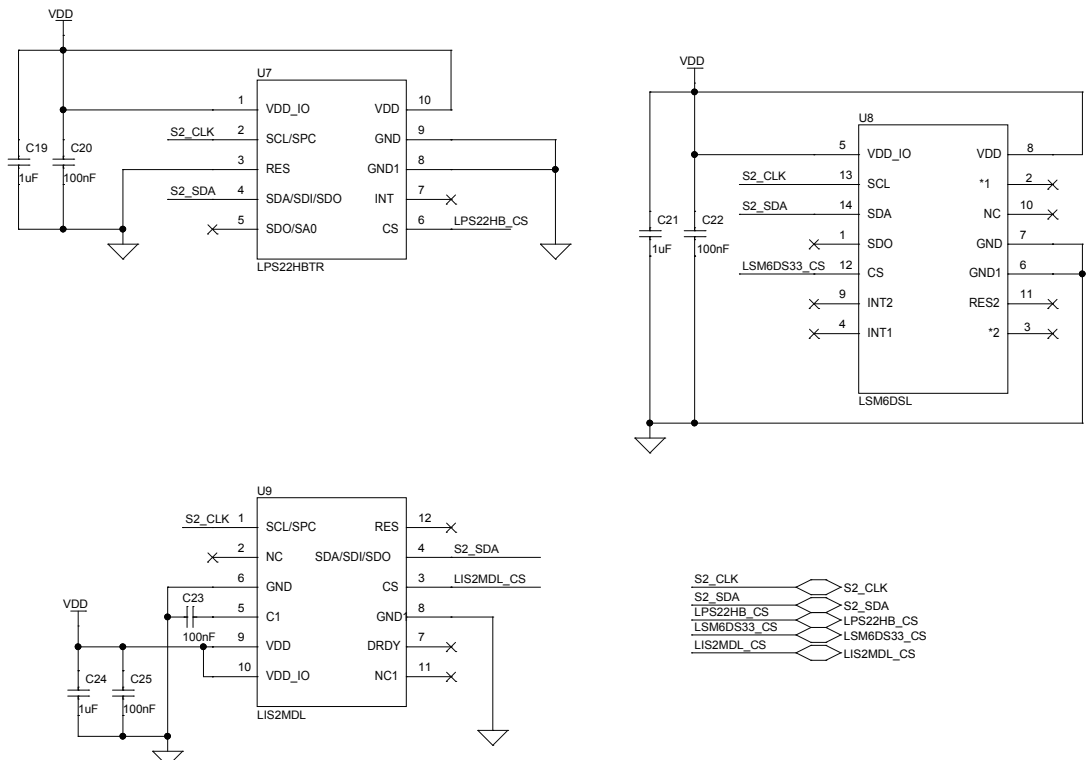 VDD
U7
1 VDD_IO VDD 10
S2_CLK 2 SCL/SPC GND 9
C19 C20 3 RES GND1 8
1uF 100nF
S2_SDA 4 SDA/SDI/SDO INT 7
5 SDO/SA0 CS 6 LPS22HB_CS
LPS22HBTR
VDD
U8
5 VDD_IO VDD 8
S2_CLK 13 SCL *1 2
S2_SDA 14 SDA NC 10
C21 C22 1 SDO GND 7
1uF 100nF
LSM6DS33_CS 12 CS GND1 6
9 INT2 RES2 11
4 INT1 *2 3
LSM6DSL
U9
S2_CLK 1 SCL/SPC RES 12
2 NC SDA/SDI/SDO 4 S2_SDA
6 GND CS 3 LIS2MDL_CS
VDD C23 5 C1 GND1 8
100nF
9 VDD DRDY 7
10 VDD_IO NC1 11
C24 C25
1uF 100nF
LIS2MDL
S2_CLK S2_CLK
S2_SDA S2_SDA
LPS22HB_CS LPS22HB_CS
LSM6DS33_CS LSM6DS33_CS
LIS2MDL_CS LIS2MDL_CS